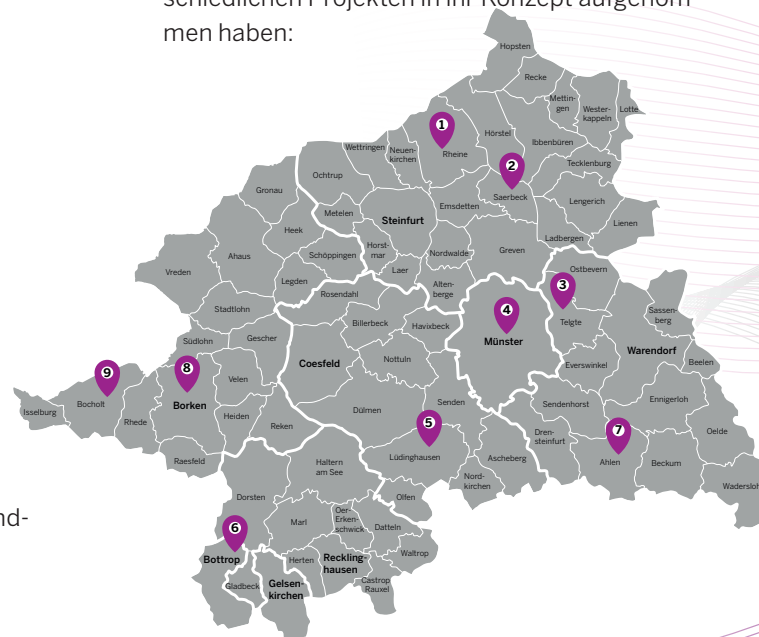 schiedlichen Projekten in ihr Konzept aufgenom-
men haben:
Hopsten
Recke
Mettin-
gen
Wester-
kappeln
Lotte
1
Rheine
Hörstel
Ibbenbüren
Wettringen
Neuen-
kirchen
2
Saerbeck
Tecklenburg
Ochtrup
Gronau
Metelen
Steinfurt
Emsdetten
Lengerich
Lienen
Heek
Ladbergen
Horst-
mar
Nordwalde
Greven
Schöppingen
Ahaus
Laer
Vreden
Legden
Alten-
berge
Ostbevern
3
Telgte
Rosendahl
Stadtlohn
Billerbeck
Havixbeck
4
Münster
Sassen-
berg
Südlohn
Gescher
Coesfeld
Nottuln
Everswinkel
Warendorf
Beelen
9
Bocholt
8
Borken
Velen
Isselburg
Rhede
Heiden
Reken
Dülmen
Senden
5
Lüdinghausen
Sendenhorst
Ennigerloh
Oelde
Dren-
steinfurt
7
Ahlen
Beckum
Raesfeld
Haltern
am See
Ascheberg
Nord-
kirchen
Wadersloh
Dorsten
Olfen
nd-
6
Bottrop
Marl
Oer-
Erken-
schwick
Datteln
Waltrop
Herten
Reckling-
hausen
Gladbeck
Gelsen-
kirchen
Castrop
Rauxel